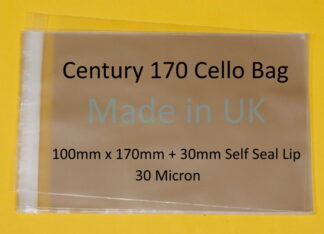 Century 170 Cello Bag
Made in UK
100mm x 170mm + 30mm Self Seal Lip
30 Micron